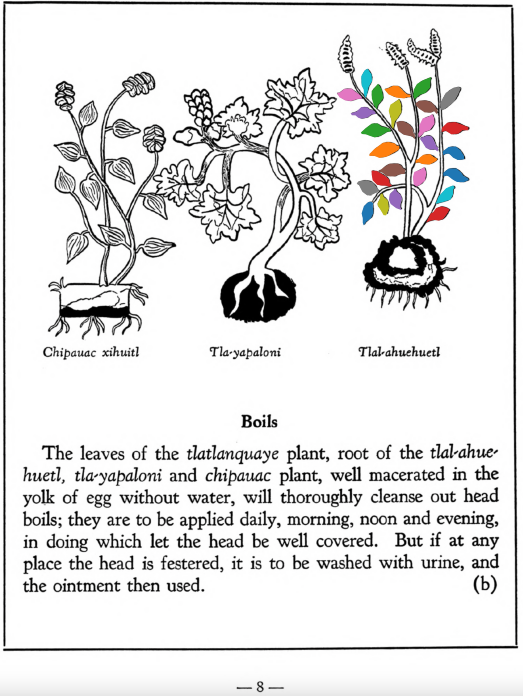 Chipauac xihuitl
Tla-yapaloni
Tlal-ahuehuetl
Boils
The leaves of the tlatlanquaye plant, root of the tlal-ahue-
huetl, tla-yapaloni and chipauac plant, well macerated in the
yolk of egg without water, will thoroughly cleanse out head
boils; they are to be applied daily, morning, noon and evening,
in doing which let the head be well covered. But if at any
place the head is festered, it is to be washed with urine, and
the ointment then used. (b)
— 8 —